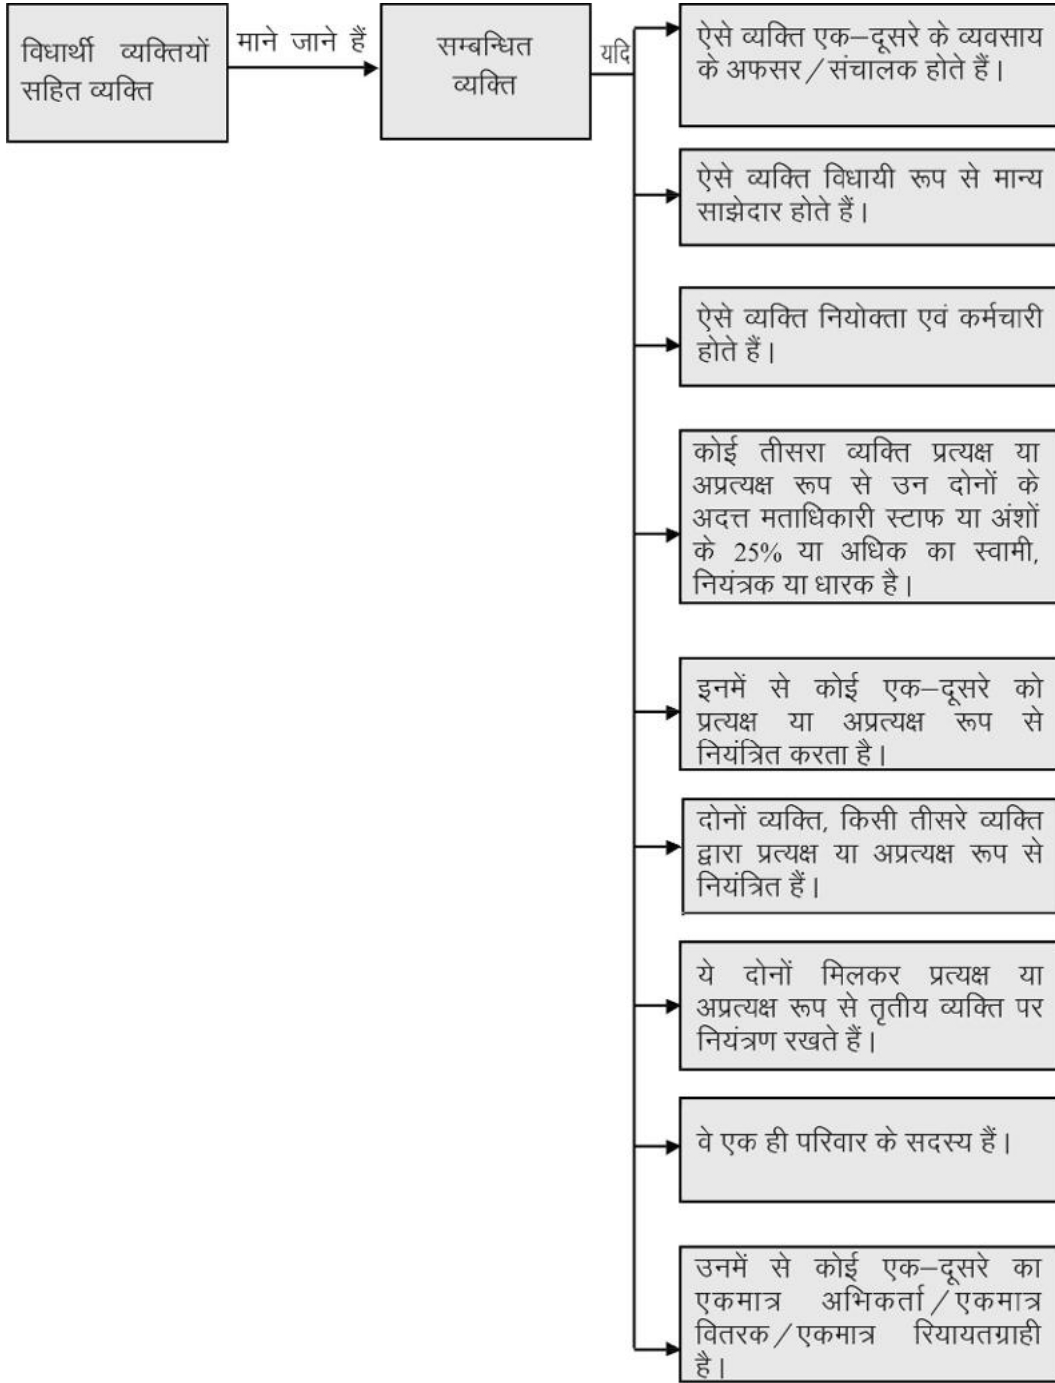 विधार्थी व्यक्तियों
सहित व्यक्ति
माने जाने हैं
सम्बन्धित
व्यक्ति
यदि
ऐसे व्यक्ति एक–दूसरे के व्यवसाय
के अफसर/संचालक होते हैं।
ऐसे व्यक्ति विधायी रूप से मान्य
साझेदार होते हैं।
ऐसे व्यक्ति नियोक्ता एवं कर्मचारी
होते हैं।
कोई तीसरा व्यक्ति प्रत्यक्ष या
अप्रत्यक्ष रूप से उन दोनों के
अदत्त मताधिकारी स्टाफ या अंशों
के 25% या अधिक का स्वामी,
नियंत्रक या धारक है।
इनमें से कोई एक–दूसरे को
प्रत्यक्ष या अप्रत्यक्ष रूप से
नियंत्रित करता है।
दोनों व्यक्ति, किसी तीसरे व्यक्ति
द्वारा प्रत्यक्ष या अप्रत्यक्ष रूप से
नियंत्रित हैं।
ये दोनों मिलकर प्रत्यक्ष या
अप्रत्यक्ष रूप से तृतीय व्यक्ति पर
नियंत्रण रखते हैं।
वे एक ही परिवार के सदस्य हैं।
उनमें से कोई एक–दूसरे का
एकमात्र अभिकर्ता/एकमात्र
वितरक/एकमात्र रियायतग्राही
है।